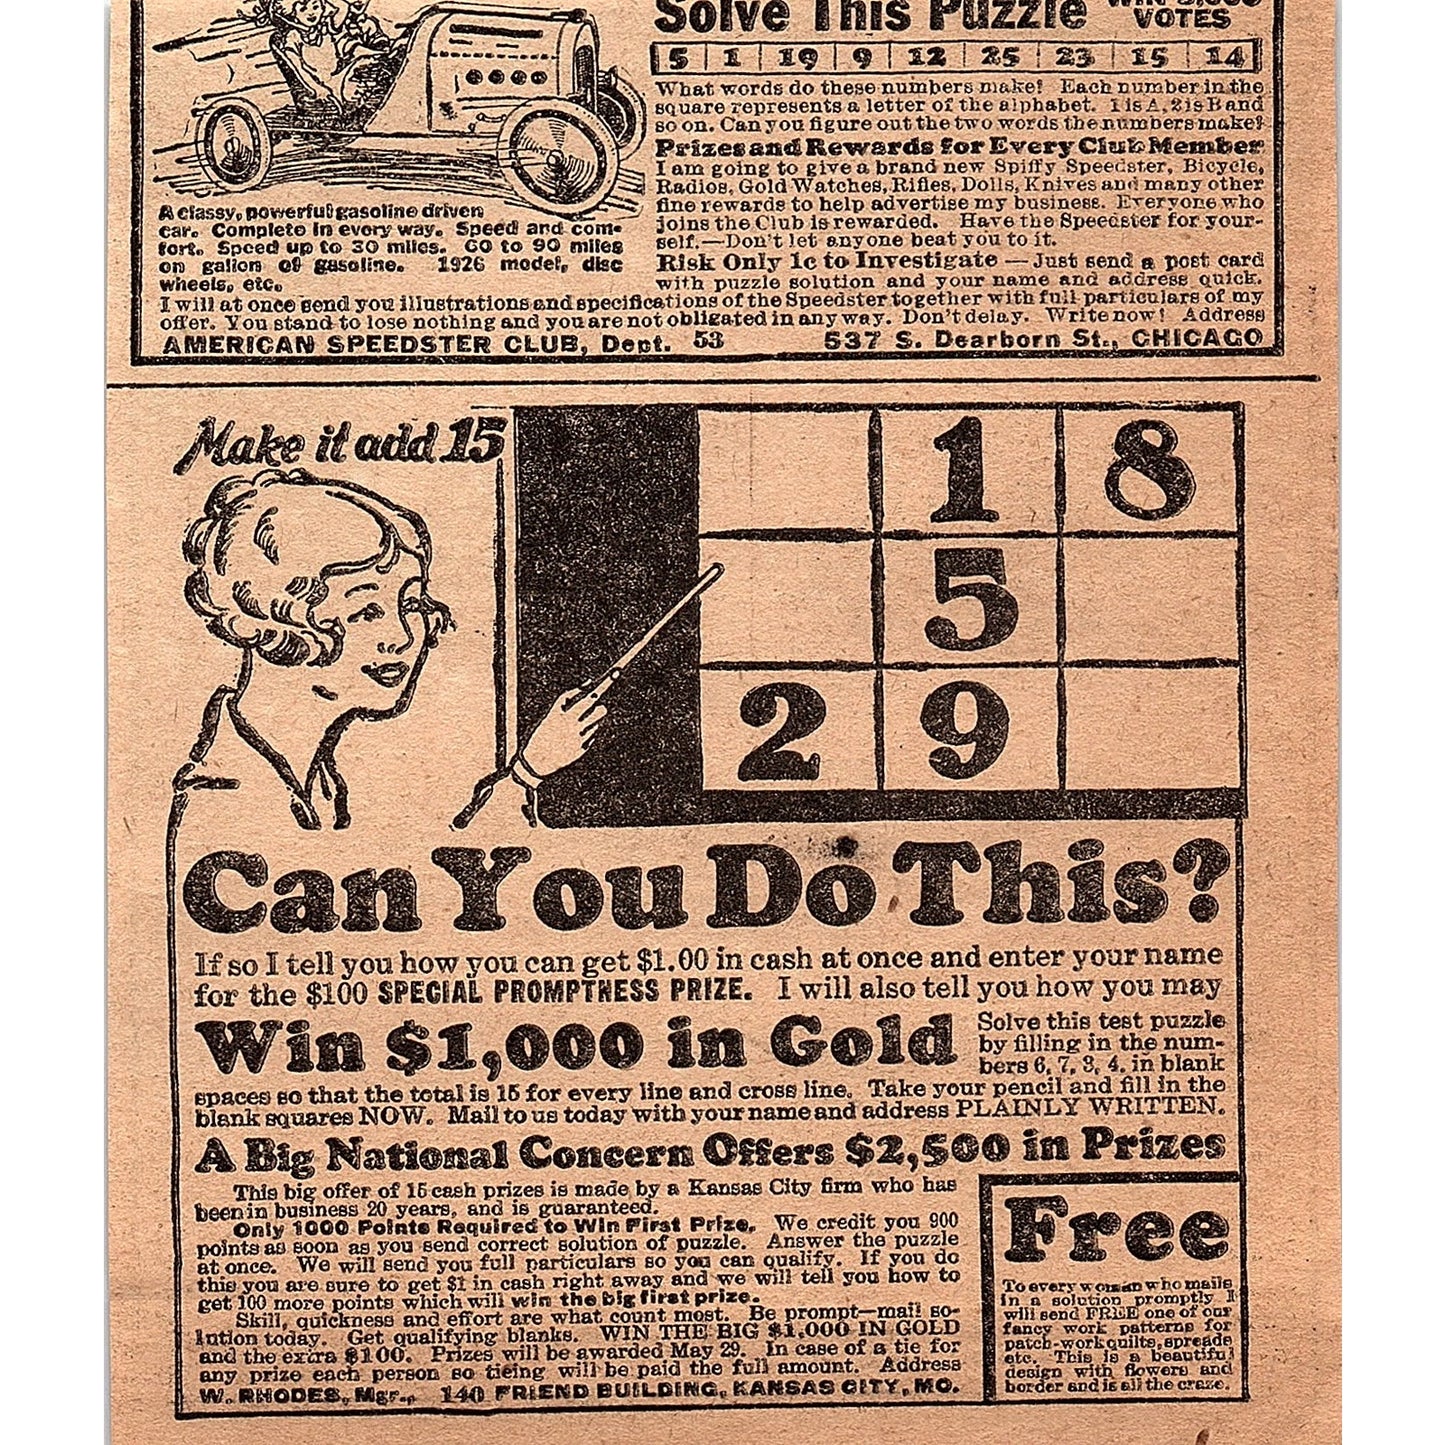 Solve This Puzzle
VOTES
5 1 19 9 12 25 23 15 14
What words do these numbers make? Each number in the
square represents a letter of the alphabet. 1 is A, 2 is B and
so on. Can you figure out the two words the numbers make?
Prizes and Rewards for Every Club Member
I am going to give a brand new Spiffy Speedster, Bicycle,
Radios, Gold Watches, Rifles, Dolls, Knives and many other
fine rewards to help advertise my business. Everyone who
joins the Club is rewarded. Have the Speedster for your-
self.—Don't let anyone beat you to it.
Risk Only 1c to Investigate — Just send a post card
with puzzle solution and your name and address quick.
A classy, powerful gasoline driven
car. Complete in every way. Speed and com-
fort. Speed up to 30 miles. 60 to 90 miles
on gallon of gasoline. 1926 model, disc
wheels, etc.
I will at once send you illustrations and specifications of the Speedster together with full particulars of my
offer. You stand to lose nothing and you are not obligated in any way. Don't delay. Write now! Address
AMERICAN SPEEDSTER CLUB, Dept. 53 537 S. Dearborn St., CHICAGO
Make it add 15
1 8
5
2 9
Can You Do This?
If so I tell you how you can get $1.00 in cash at once and enter your name
for the $100 SPECIAL PROMPTNESS PRIZE. I will also tell you how you may
Win $1,000 in Gold
Solve this test puzzle
by filling in the num-
bers 6, 7, 3, 4, in blank
spaces so that the total is 15 for every line and cross line. Take your pencil and fill in the
blank squares NOW. Mail to us today with your name and address PLAINLY WRITTEN.
A Big National Concern Offers $2,500 in Prizes
This big offer of 15 cash prizes is made by a Kansas City firm who has
been in business 20 years, and is guaranteed.
Only 1000 Points Required to Win First Prize. We credit you 900
points as soon as you send correct solution of puzzle. Answer the puzzle
at once. We will send you full particulars so you can qualify. If you do
this you are sure to get $1 in cash right away and we will tell you how to
get 100 more points which will win the big first prize.
Skill, quickness and effort are what count most. Be prompt—mail so-
lution today. Get qualifying blanks. WIN THE BIG $1,000 IN GOLD
and the extra $100. Prizes will be awarded May 29. In case of a tie for
any prize each person so tieing will be paid the full amount. Address
W. RHODES, Mgr., 140 FRIEND BUILDING, KANSAS CITY, MO.
Free
To every woman who mails
in a solution promptly I
will send FREE one of our
fancy work patterns for
patch-work quilts, spreads
etc. This is a beautiful
design with flowers and
border and is all the craze.